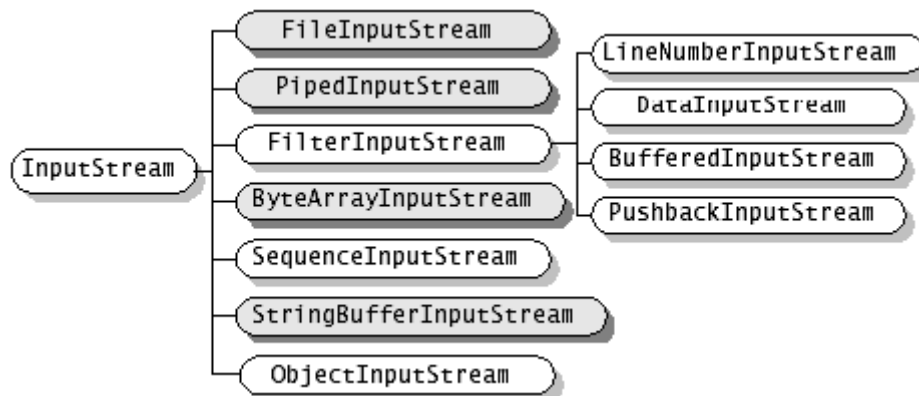 FileInputStream
PipedInputStream
FilterInputStream
InputStream
ByteArrayInputStream
SequenceInputStream
StringBufferInputStream
ObjectInputStream
LineNumberInputStream
DataInputStream
BufferedInputStream
PushbackInputStream